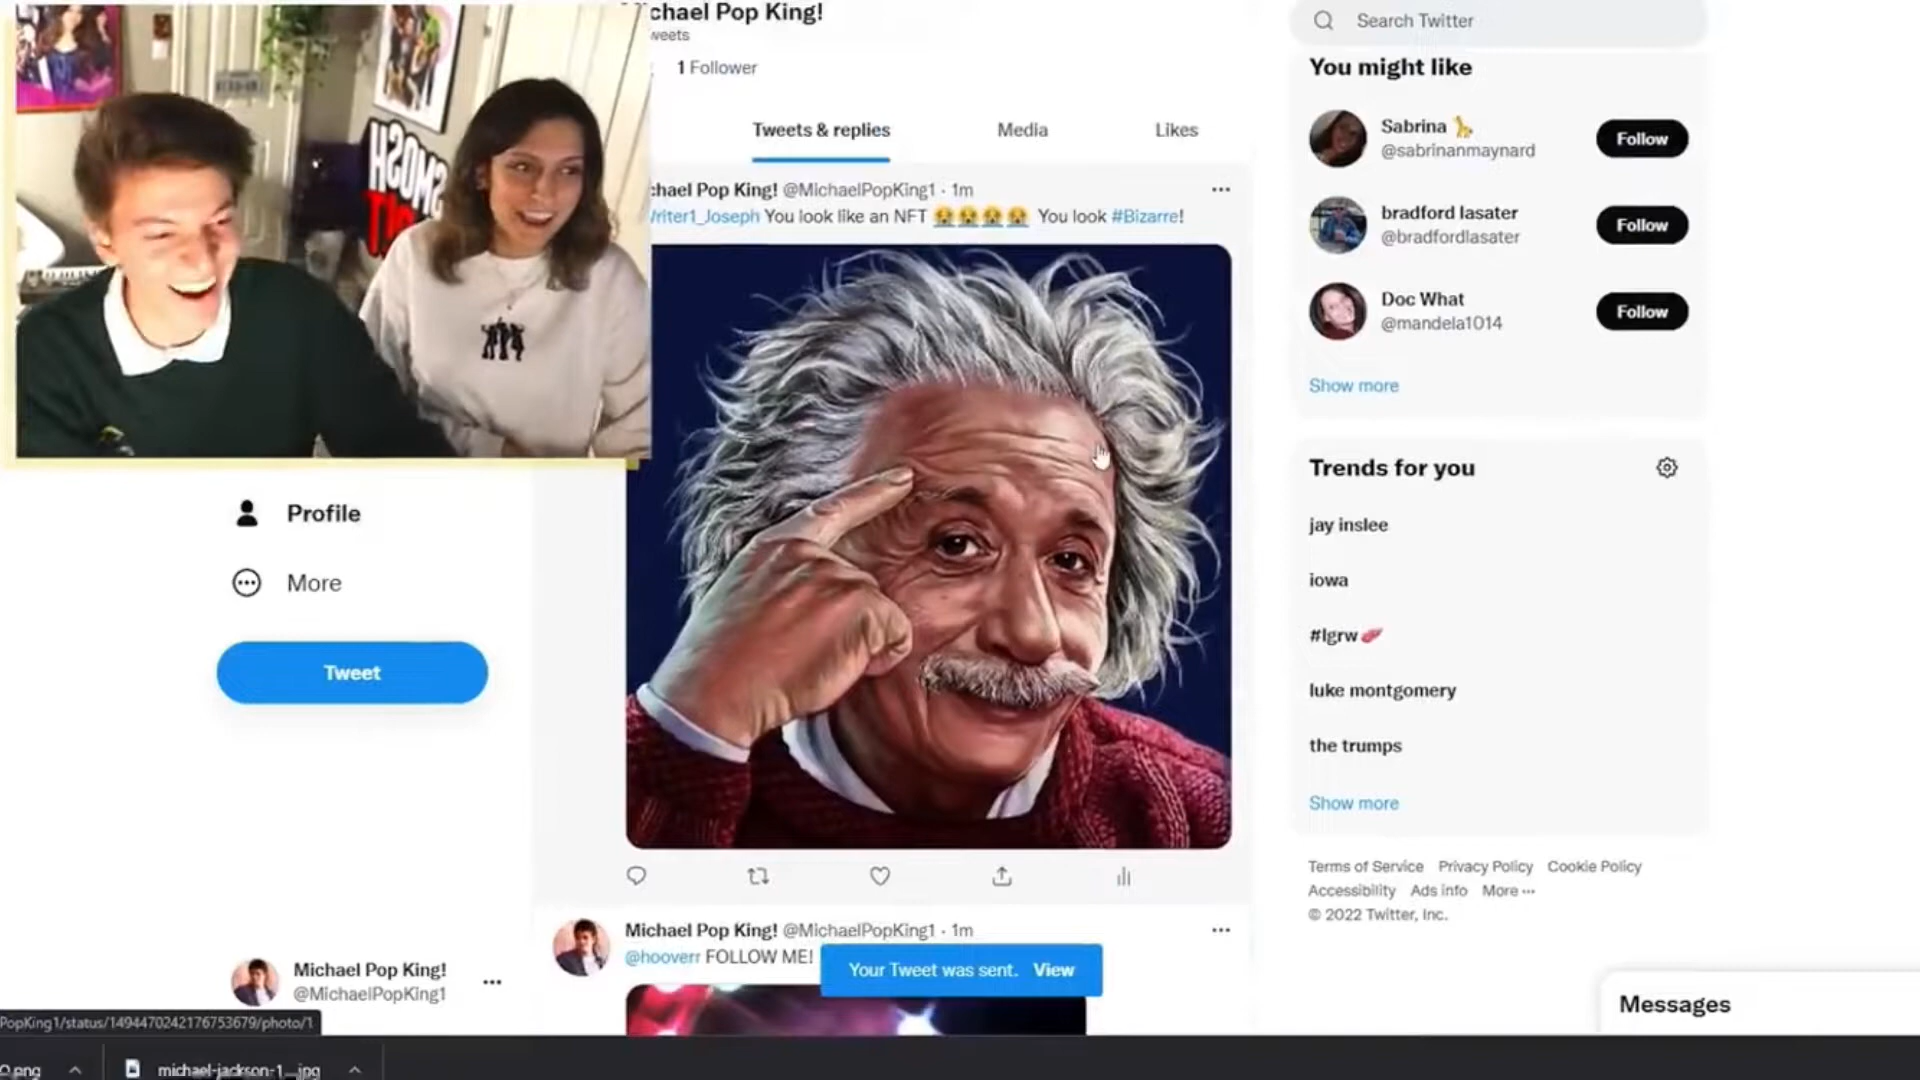 chael Pop King!
weets
1 Follower
Tweets & replies
Media
Likes
chael Pop King! @MichaelPopKing1 · 1m
Writer1_Joseph You look like an NFT 😭😭😭😭 You look #Bizarre!
SMOSH
Profile
More
Tweet
Michael Pop King! @MichaelPopKing1 · 1m
@hooverr FOLLOW ME!
Your Tweet was sent. View
Michael Pop King!
@MichaelPopKing1
PopKing1/status/1494470242176753679/photo/1
michael-jackson-1_.jpg
Search Twitter
You might like
Sabrina 🦒
@sabrinanmaynard
Follow
bradford lasater
@bradfordlasater
Follow
Doc What
@mandela1014
Follow
Show more
Trends for you
jay inslee
iowa
#lgrw
luke montgomery
the trumps
Show more
Terms of Service Privacy Policy Cookie Policy
Accessibility Ads info More ···
© 2022 Twitter, Inc.
Messages